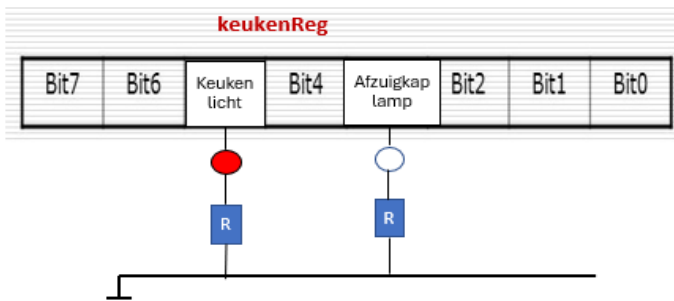 keukenReg
Bit7 Bit6 Keuken licht Bit4 Afzuigkap lamp Bit2 Bit1 Bit0
R R